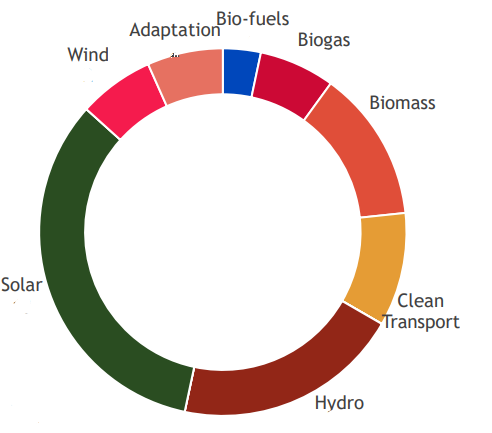 Bio-fuels
Adaptation
Biogas
Wind
Biomass
Solar
Clean
Transport
Hydro